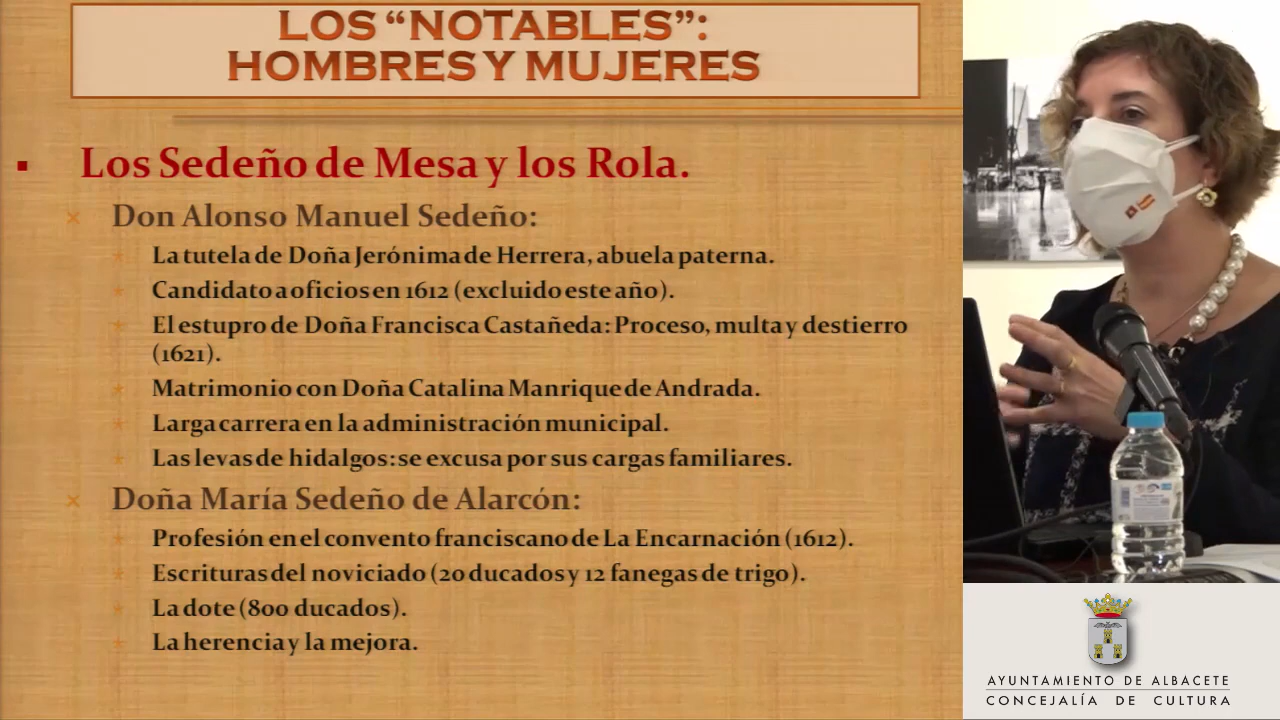 LOS “NOTABLES”:
HOMBRES Y MUJERES
Los Sedeño de Mesa y los Rola.
Don Alonso Manuel Sedeño:
La tutela de Doña Jerónima de Herrera, abuela paterna.
Candidato a oficios en 1612 (excluido este año).
El estupro de Doña Francisca Castañeda: Proceso, multa y destierro
(1621).
Matrimonio con Doña Catalina Manrique de Andrada.
Larga carrera en la administración municipal.
Las levas de hidalgos: se excusa por sus cargas familiares.
Doña María Sedeño de Alarcón:
Profesión en el convento franciscano de La Encarnación (1612).
Escrituras del noviciado (20 ducados y 12 fanegas de trigo).
La dote (800 ducados).
La herencia y la mejora.
AYUNTAMIENTO DE ALBACETE
CONCEJALÍA DE CULTURA